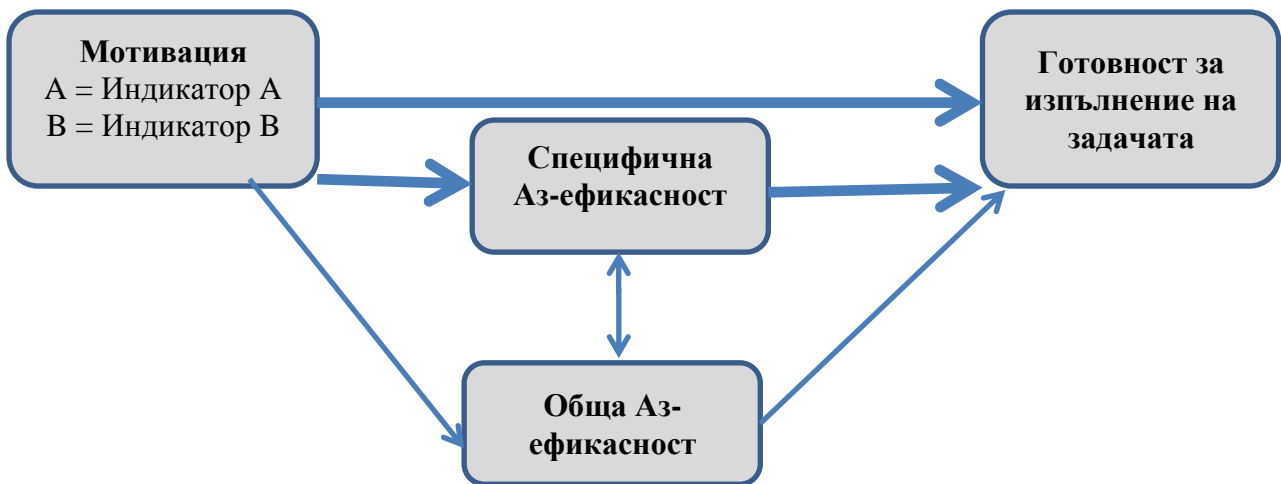 Мотивация
A = Индикатор A
B = Индикатор B
Готовност за
изпълнение на
задачата
Специфична
Аз-ефикасност
Обща Аз-
ефикасност